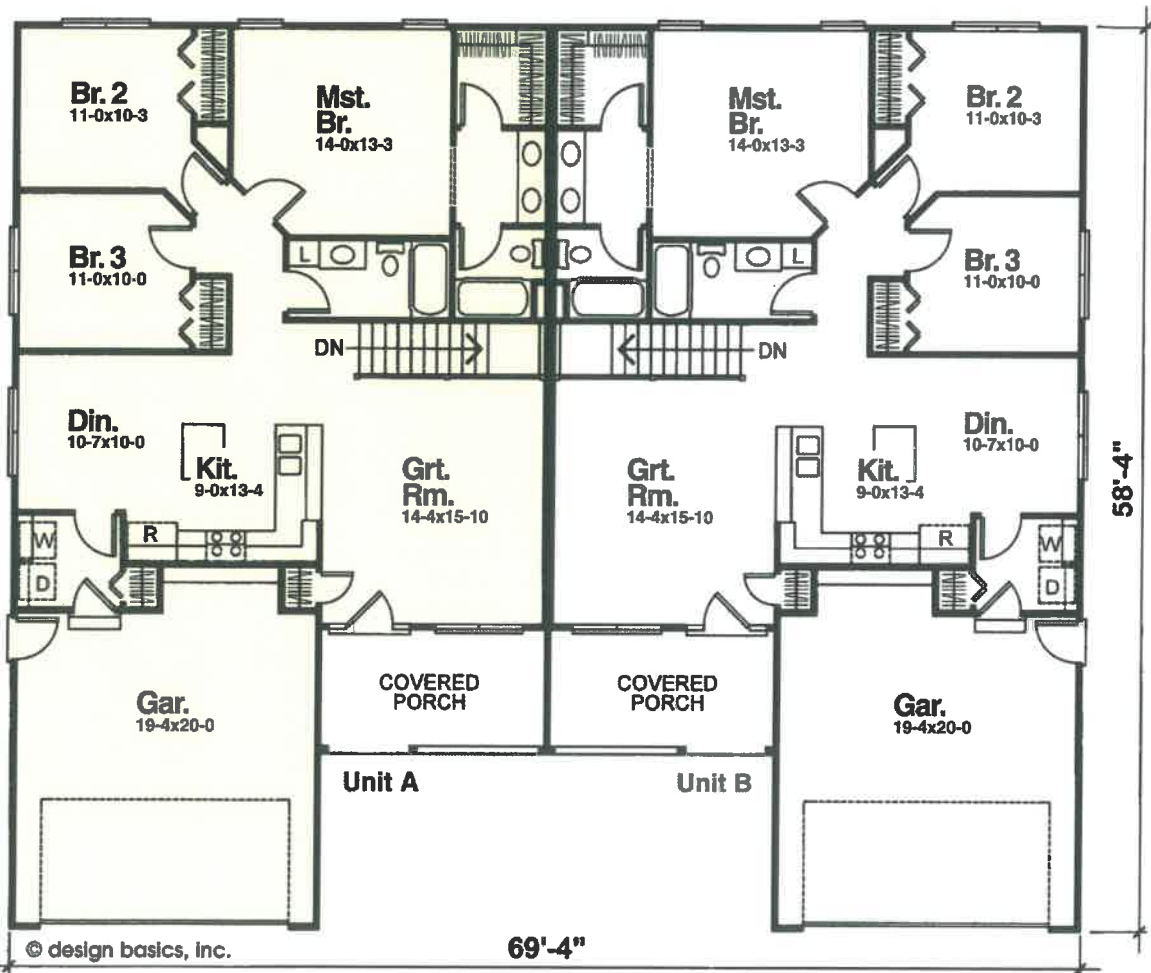 Br. 2
11-0x10-3
Mst.
Br.
14-0x13-3
Mst.
Br.
14-0x13-3
Br. 2
11-0x10-3
Br. 3
11-0x10-0
L
L
Br. 3
11-0x10-0
DN
DN
Din.
10-7x10-0
Kit.
9-0x13-4
Grt.
Rm.
14-4x15-10
Grt.
Rm.
14-4x15-10
Kit.
9-0x13-4
Din.
10-7x10-0
58'-4"
W
D
R
R
W
D
Gar.
19-4x20-0
COVERED
PORCH
COVERED
PORCH
Gar.
19-4x20-0
Unit A
Unit B
© design basics, inc.
69'-4"